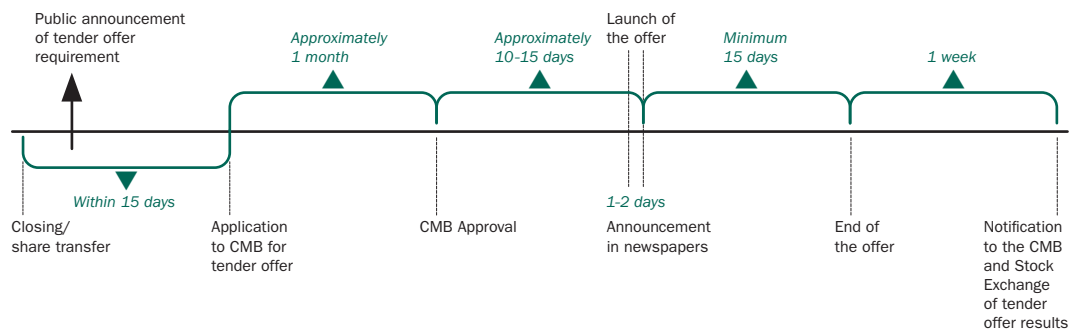 Public announcement
of tender offer
requirement
Approximately
1 month
Approximately
10-15 days
Launch of
the offer
Minimum
15 days
1 week
Within 15 days
1-2 days
Closing/
share transfer
Application
to CMB for
tender offer
CMB Approval
Announcement
in newspapers
End of
the offer
Notification
to the CMB
and Stock
Exchange
of tender
offer results